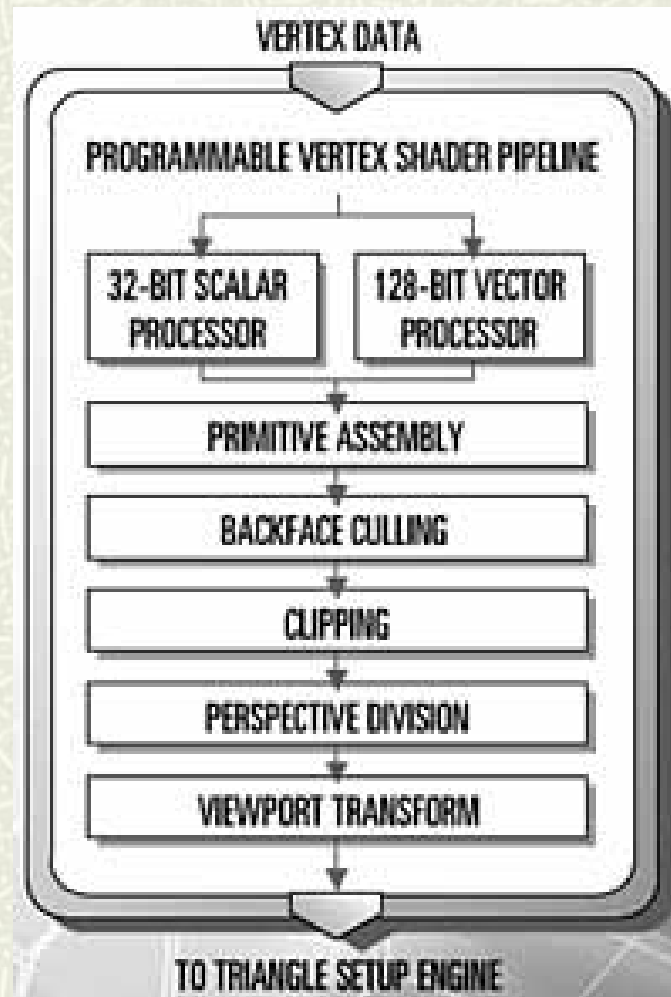 VERTEX DATA
PROGRAMMABLE VERTEX SHADER PIPELINE
32-BIT SCALAR
PROCESSOR
128-BIT VECTOR
PROCESSOR
PRIMITIVE ASSEMBLY
BACKFACE CULLING
CLIPPING
PERSPECTIVE DIVISION
VIEWPORT TRANSFORM
TO TRIANGLE SETUP ENGINE